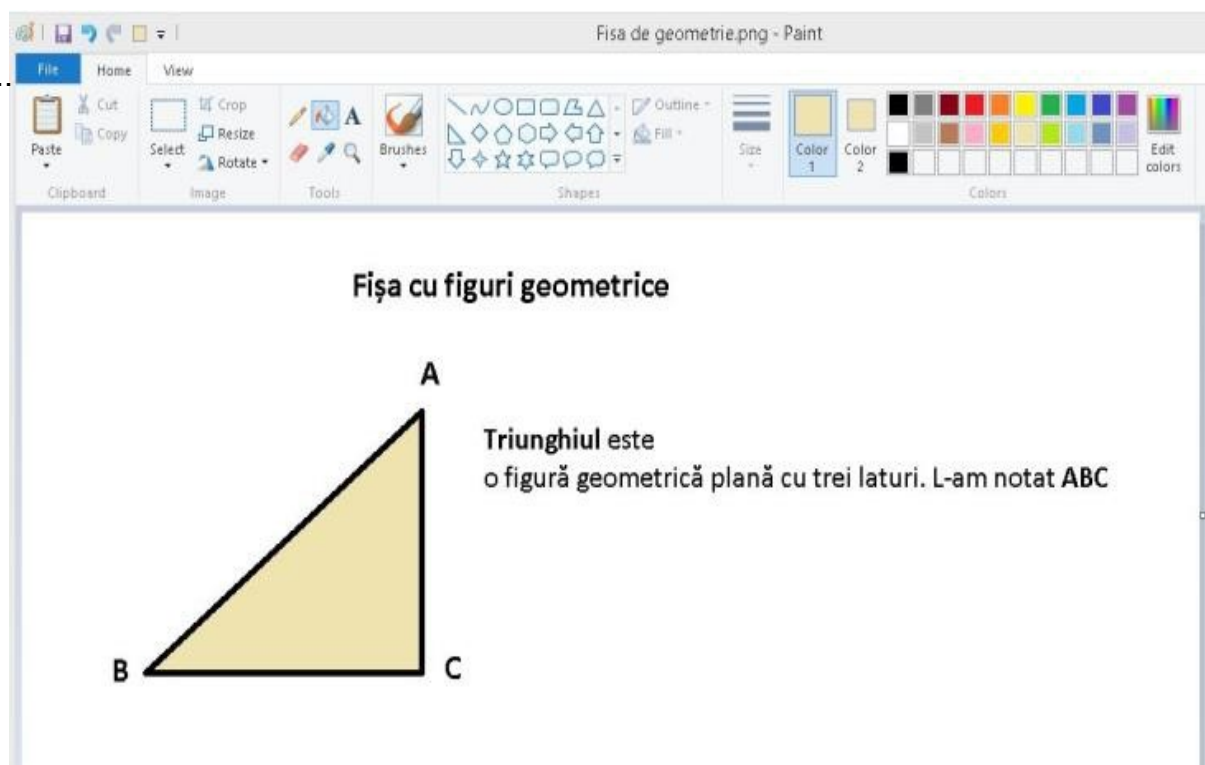 Fisa de geometrie.png - Paint
File Home View
Paste
Cut
Copy
Clipboard
Select
Crop
Resize
Rotate
Image
A
Tools
Brushes
Outline
Fill
Shapes
Size
Color 1
Color 2
Edit colors
Colors
Fișa cu figuri geometrice
A
Triunghiul este
o figură geometrică plană cu trei laturi. L-am notat ABC
B C